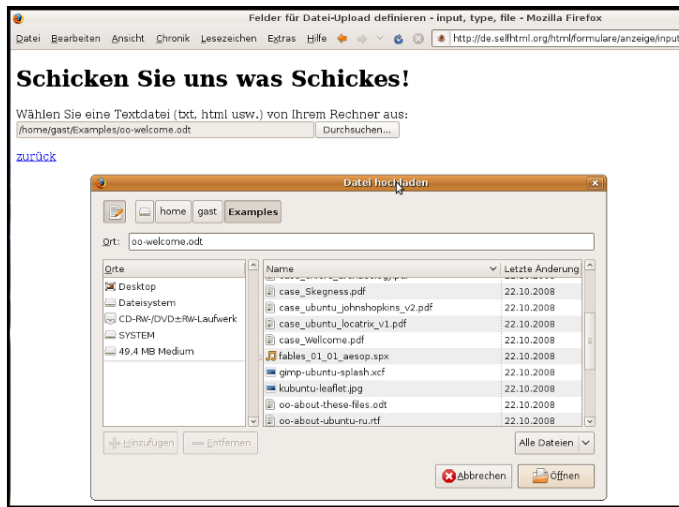 Felder für Datei-Upload definieren - input, type, file - Mozilla Firefox
Datei Bearbeiten Ansicht Chronik Lesezeichen Extras Hilfe http://de.selfhtml.org/html/formulare/anzeige/input
Schicken Sie uns was Schickes!
Wählen Sie eine Textdatei (txt, html usw.) von Ihrem Rechner aus:
/home/gast/Examples/oo-welcome.odt Durchsuchen...
zurück
Datei hochladen
home gast Examples
Ort: oo-welcome.odt
Orte
Desktop
Dateisystem
CD-RW-/DVD±RW-Laufwerk
SYSTEM
49,4 MB Medium
Name Letzte Änderung
case_Skegness.pdf 22.10.2008
case_ubuntu_johnshopkins_v2.pdf 22.10.2008
case_ubuntu_locatrix_v1.pdf 22.10.2008
case_Wellcome.pdf 22.10.2008
fables_01_01_aesop.spx 22.10.2008
gimp-ubuntu-splash.xcf 22.10.2008
kubuntu-leaflet.jpg 22.10.2008
oo-about-these-files.odt 22.10.2008
oo-about-ubuntu-ru.rtf 22.10.2008
Hinzufügen Entfernen Alle Dateien
Abbrechen Öffnen